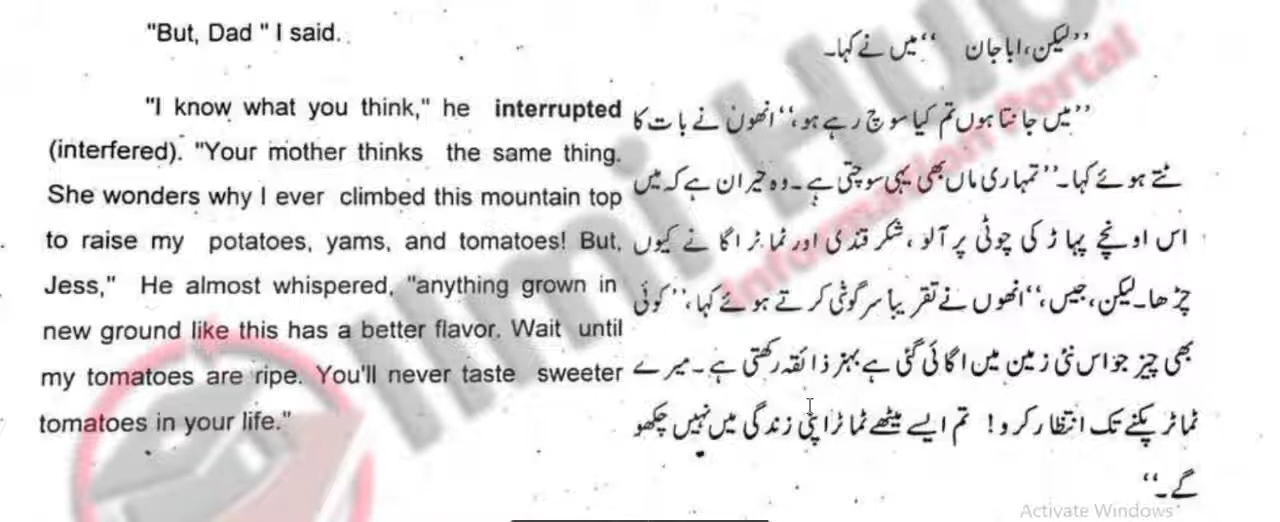 "But, Dad " I said.
"I know what you think," he interrupted
(interfered). "Your mother thinks the same thing.
She wonders why I ever climbed this mountain top
to raise my potatoes, yams, and tomatoes! But,
Jess," He almost whispered, "anything grown in
new ground like this has a better flavor. Wait until
my tomatoes are ripe. You'll never taste sweeter
tomatoes in your life."
”لیکن، ابا جان “ میں نے کہا۔
”میں جانتا ہوں تم کیا سوچ رہے ہو،“ انھوں نے بات کا
ٹتے ہوئے کہا۔ ”تمہاری ماں بھی یہی سوچتی ہے۔ وہ حیران ہے کہ میں
اس اونچے پہاڑ کی چوٹی پر آلو، شکر قندی اور ٹماٹر اگانے کیوں
چڑھا۔ لیکن، جیس،“ انھوں نے تقریباً سرگوشی کرتے ہوئے کہا، ”کوئی
بھی چیز جو اس نئی زمین میں اگائی گئی ہے بہتر ذائقہ رکھتی ہے۔ میرے
ٹماٹر پکنے تک انتظار کرو! تم ایسے میٹھے ٹماٹر اپنی زندگی میں نہیں چکھو
گے۔“
Ilmi Hub
Information Portal
Activate Windows